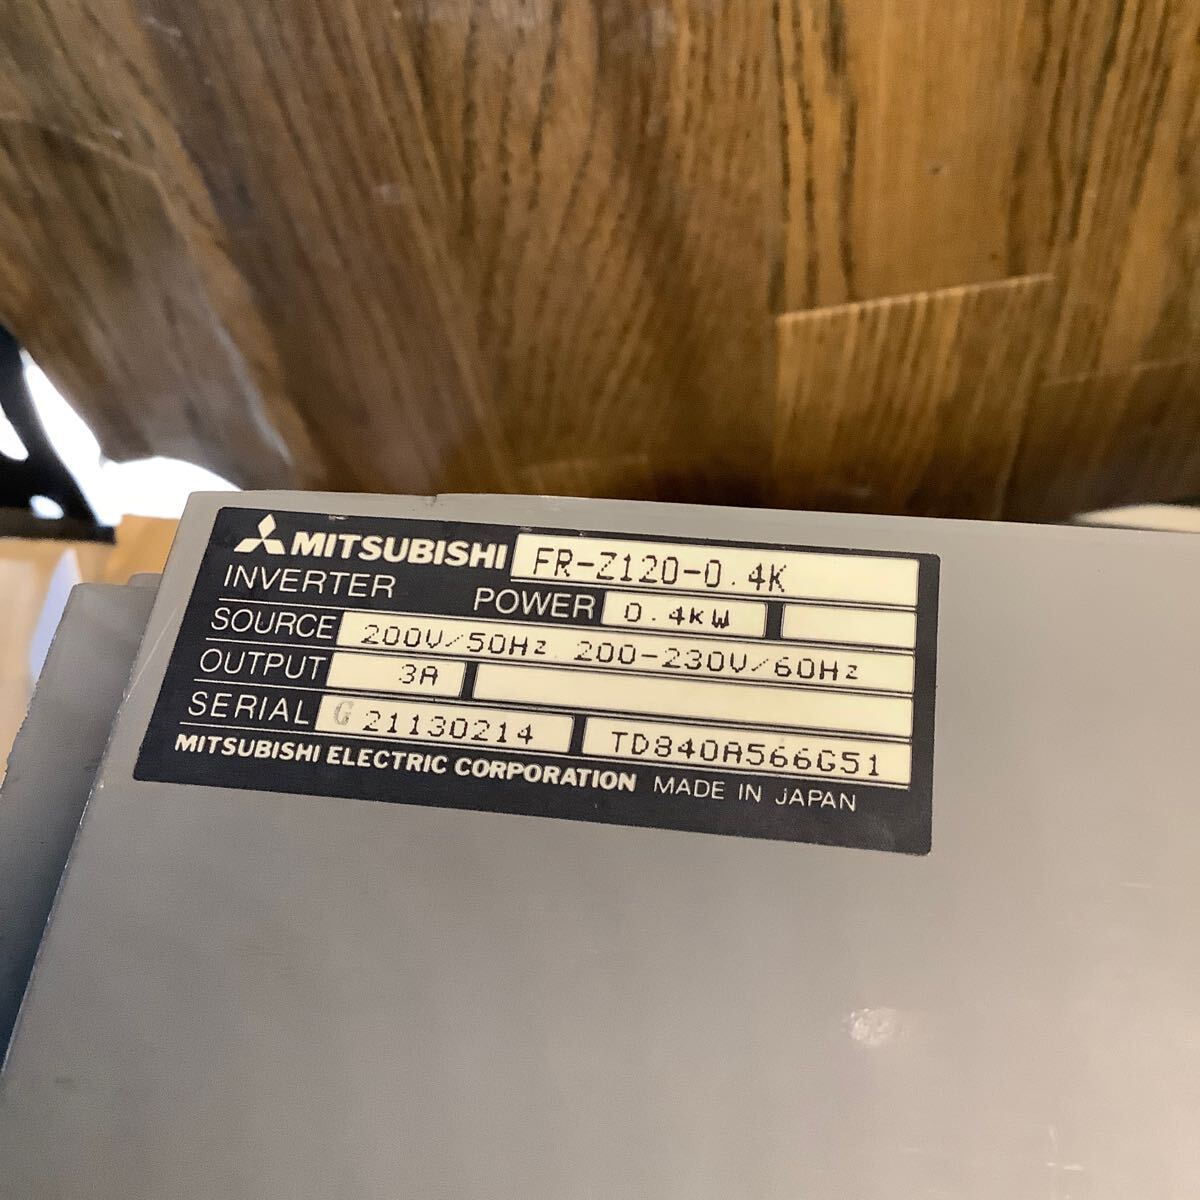 MITSUBISHI FR-Z120-0.4K
INVERTER POWER 0.4KW
SOURCE 200V/50Hz 200-230V/60Hz
OUTPUT 3A
SERIAL G 21130214 TD840A566G51
MITSUBISHI ELECTRIC CORPORATION MADE IN JAPAN